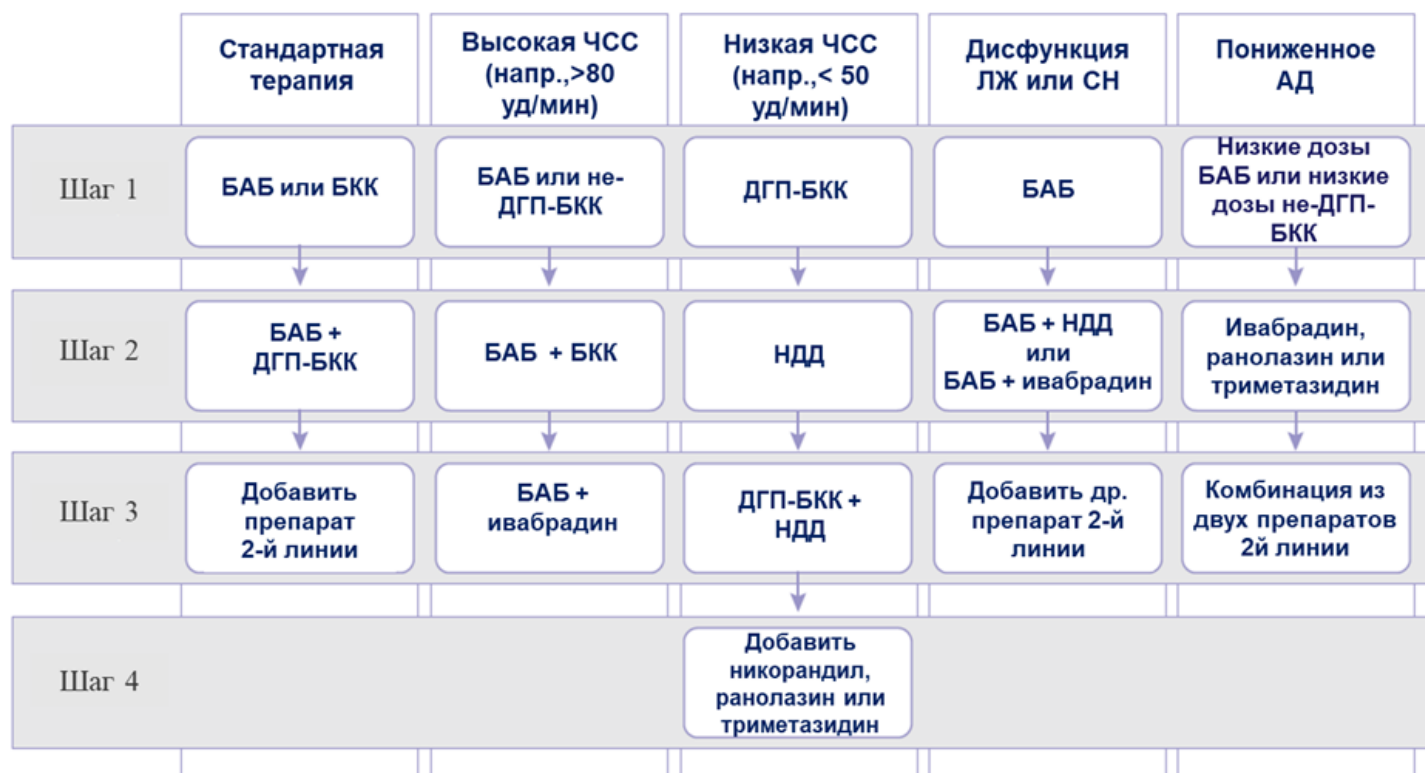 Стандартная
терапия
Высокая ЧСС
(напр.,>80
уд/мин)
Низкая ЧСС
(напр.,< 50
уд/мин)
Дисфункция
ЛЖ или СН
Пониженное
АД
Шаг 1
БАБ или БКК
БАБ или не-
ДГП-БКК
ДГП-БКК
БАБ
Низкие дозы
БАБ или низкие
дозы не-ДГП-
БКК
Шаг 2
БАБ +
ДГП-БКК
БАБ + БКК
НДД
БАБ + НДД
или
БАБ + ивабрадин
Ивабрадин,
ранолазин или
триметазидин
Шаг 3
Добавить
препарат
2-й линии
БАБ +
ивабрадин
ДГП-БКК +
НДД
Добавить др.
препарат 2-й
линии
Комбинация из
двух препаратов
2й линии
Шаг 4
Добавить
никорандил,
ранолазин или
триметазидин